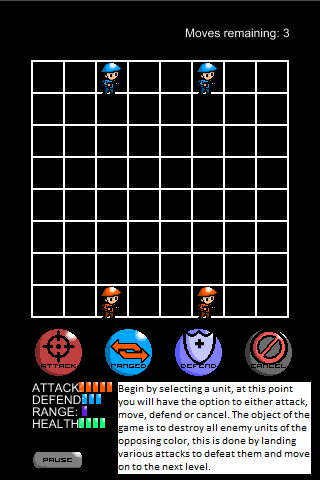 Moves remaining: 3
ATTACK
RANGED
DEFEND
CANCEL
ATTACK
DEFEND
RANGE:
HEALTH
Begin by selecting a unit, at this point
you will have the option to either attack,
move, defend or cancel. The object of the
game is to destroy all enemy units of the
opposing color, this is done by landing
various attacks to defeat them and move
on to the next level.
PAUSE